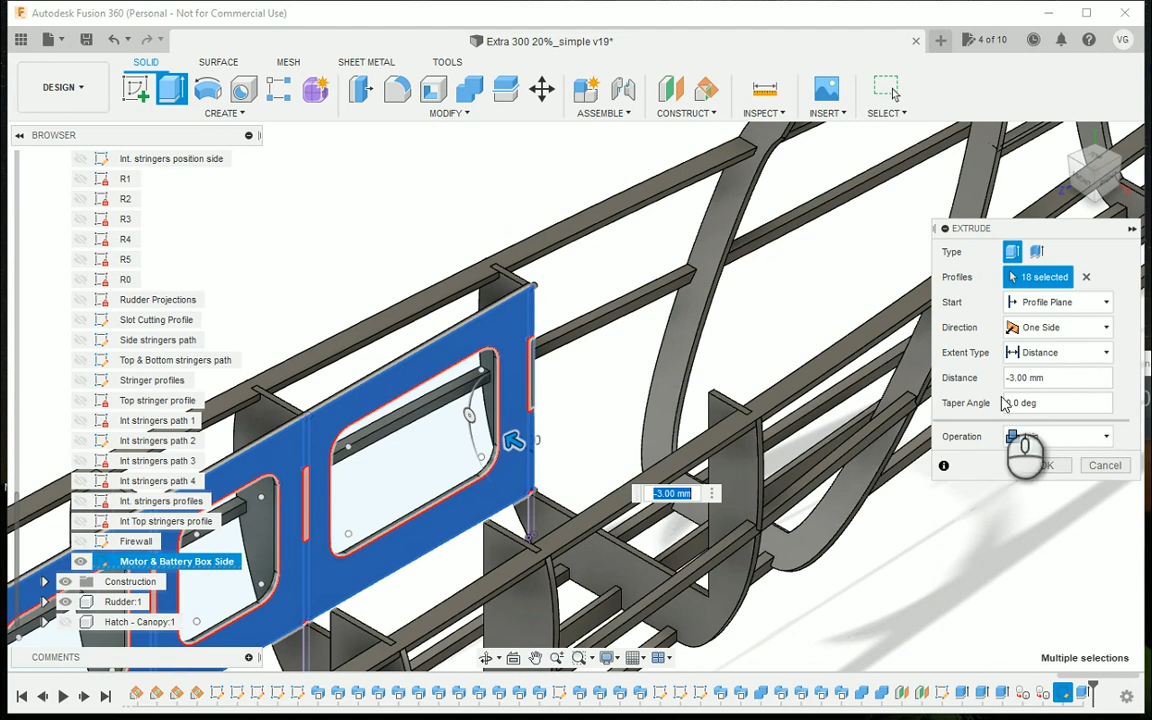 Autodesk Fusion 360 (Personal - Not for Commercial Use)
Extra 300 20%_simple v19*
4 of 10
VG
DESIGN
SOLID
SURFACE
MESH
SHEET METAL
TOOLS
CREATE
MODIFY
ASSEMBLE
CONSTRUCT
INSPECT
INSERT
SELECT
BROWSER
Int. stringers position side
R1
R2
R3
R4
R5
R0
Rudder Projections
Slot Cutting Profile
Side stringers path
Top & Bottom stringers path
Stringer profiles
Top stringer profile
Int stringers path 1
Int stringers path 2
Int stringers path 3
Int stringers path 4
Int. stringers profiles
Int Top stringers profile
Firewall
Motor & Battery Box Side
Construction
Rudder:1
Hatch - Canopy:1
COMMENTS
-3.00 mm
EXTRUDE
Type
Profiles 18 selected
Start Profile Plane
Direction One Side
Extent Type Distance
Distance -3.00 mm
Taper Angle deg
Operation
Cancel
Multiple selections